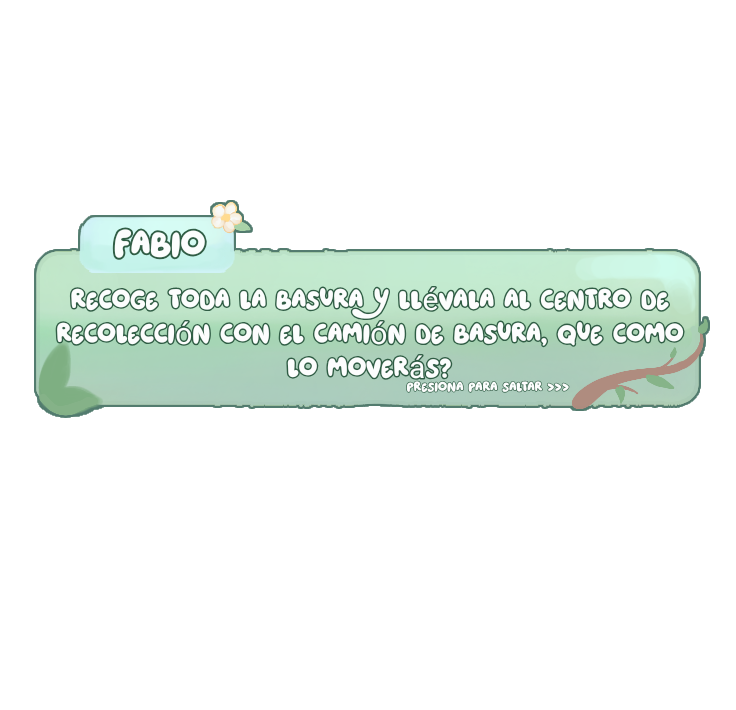 FABIO
RECOGE TODA LA BASURA Y LLÉVALA AL CENTRO DE
RECOLECCIÓN CON EL CAMIÓN DE BASURA, QUE COMO
LO MOVERÁS?
PRESIONA PARA SALTAR >>>